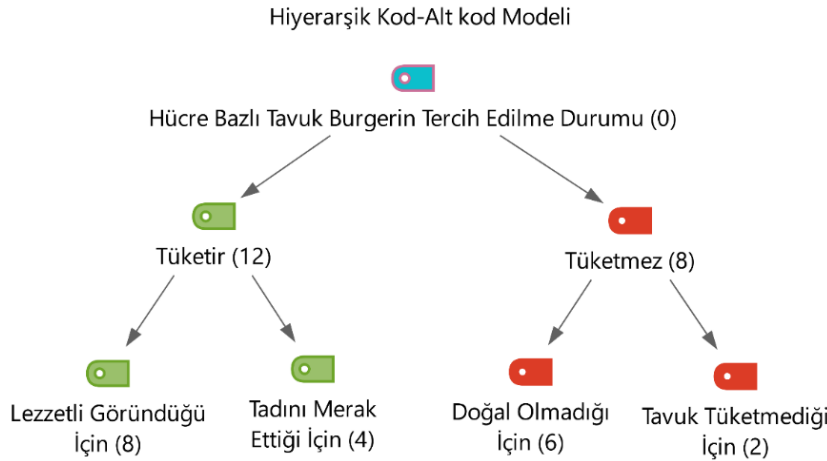 Hiyerarşik Kod-Alt kod Modeli
Hücre Bazlı Tavuk Burgerin Tercih Edilme Durumu (0)
Tüketir (12)
Tüketmez (8)
Lezzetli Göründüğü
İçin (8)
Tadını Merak
Ettiği İçin (4)
Doğal Olmadığı
İçin (6)
Tavuk Tüketmediği
İçin (2)